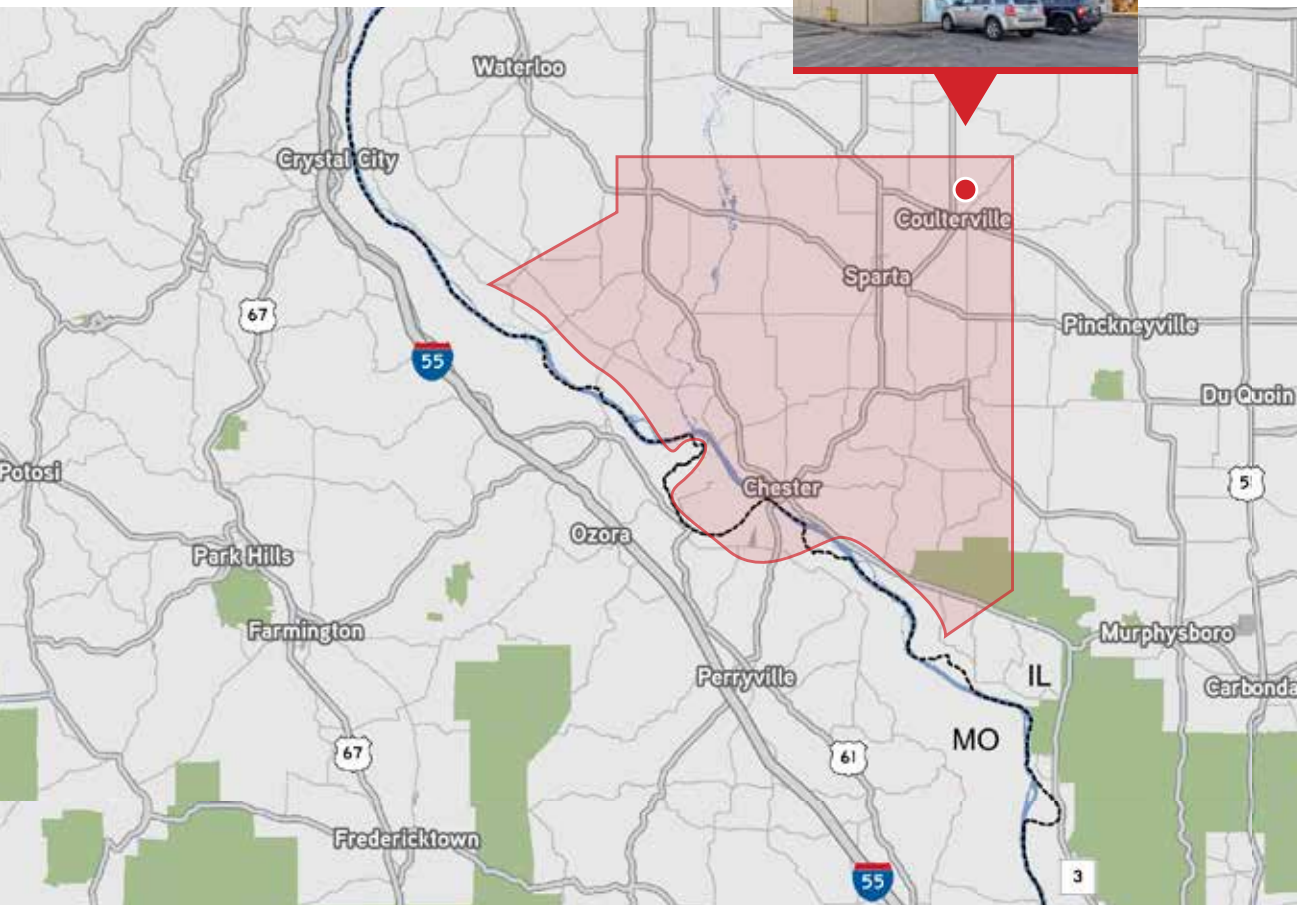 Waterloo
Crystal City
Coulterville
Sparta
67
55
Pinckneyville
Du Quoin
Potosi
51
Chester
Ozora
Park Hills
Farmington
Murphysboro
Perryville
IL
Carbonda
MO
67
61
Fredericktown
55
3